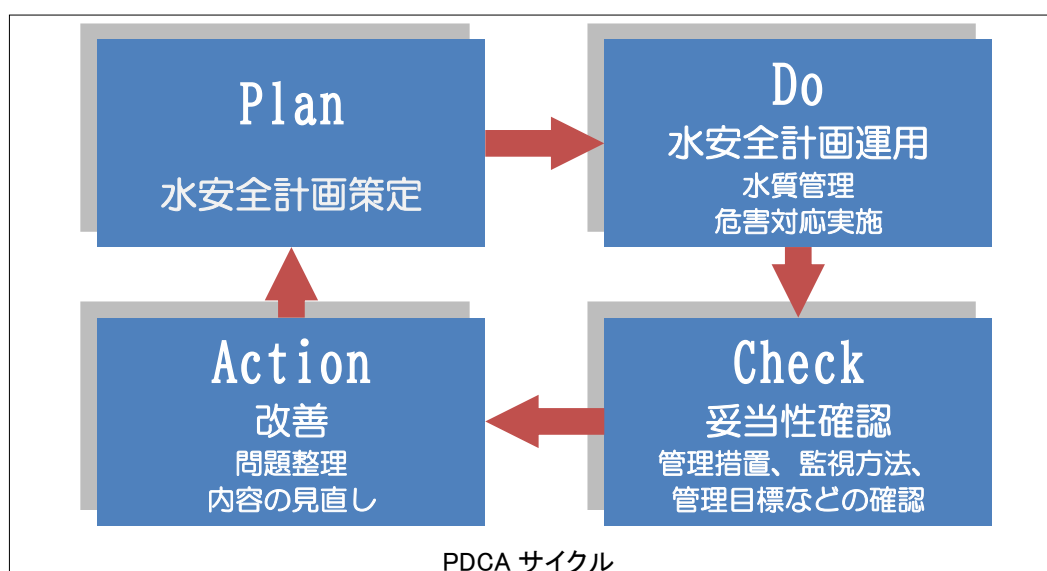 Plan
水安全計画策定
Do
水安全計画運用
水質管理
危害対応実施
Action
改善
問題整理
内容の見直し
Check
妥当性確認
管理措置、監視方法、
管理目標などの確認
PDCA サイクル